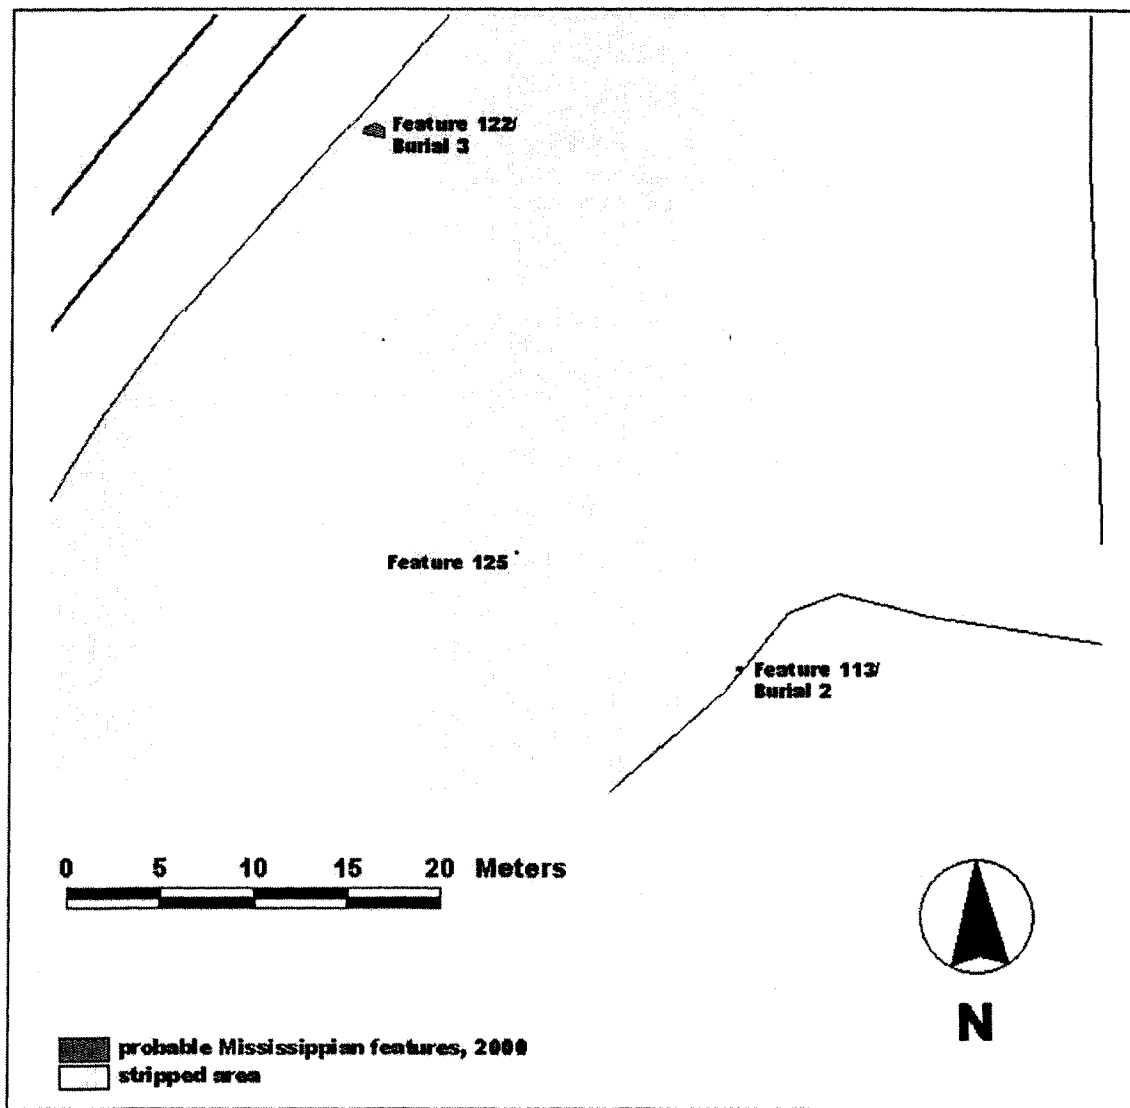 Feature 122/
Burial 3
Feature 125
Feature 113/
Burial 2
0 5 10 15 20 Meters
N
probable Mississippian features, 2000
stripped area